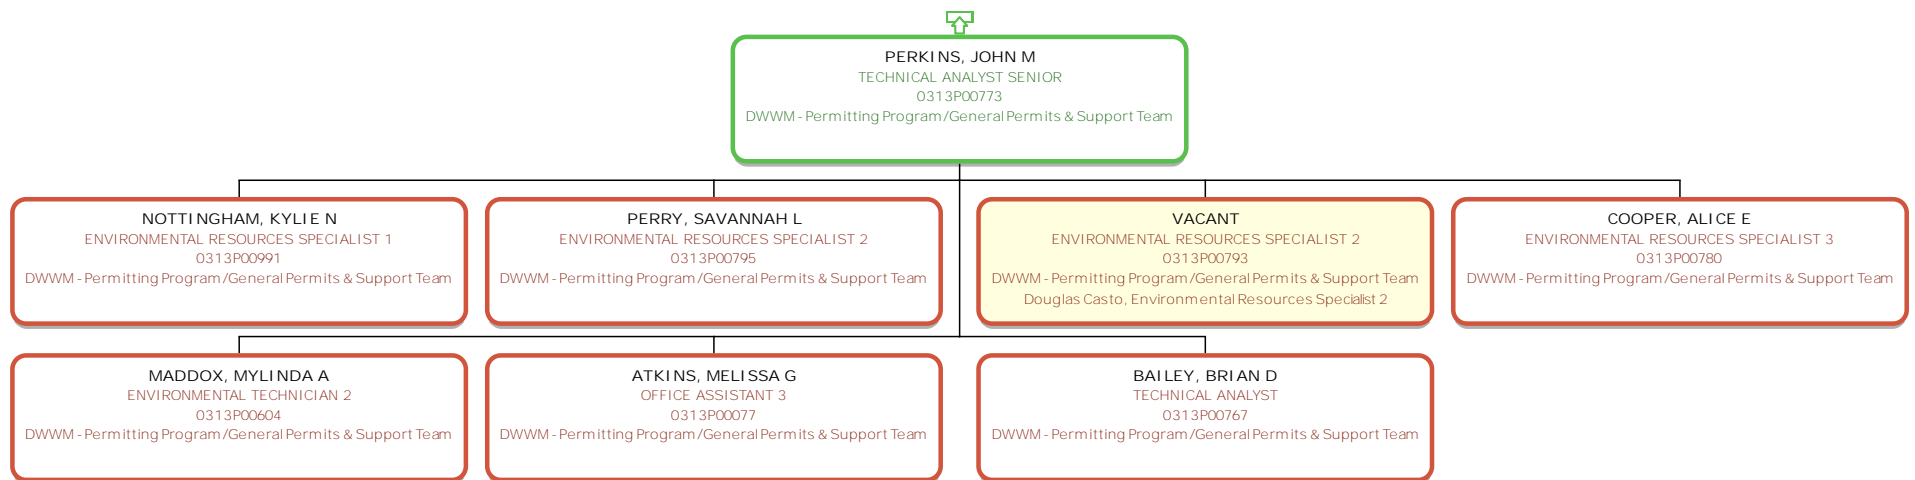 PERKINS, JOHN M
TECHNICAL ANALYST SENIOR
0313P00773
DWWM - Permitting Program/General Permits & Support Team
NOTTINGHAM, KYLIE N
ENVIRONMENTAL RESOURCES SPECIALIST 1
0313P00991
DWWM - Permitting Program/General Permits & Support Team
PERRY, SAVANNAH L
ENVIRONMENTAL RESOURCES SPECIALIST 2
0313P00795
DWWM - Permitting Program/General Permits & Support Team
VACANT
ENVIRONMENTAL RESOURCES SPECIALIST 2
0313P00793
DWWM - Permitting Program/General Permits & Support Team
Douglas Casto, Environmental Resources Specialist 2
COOPER, ALICE E
ENVIRONMENTAL RESOURCES SPECIALIST 3
0313P00780
DWWM - Permitting Program/General Permits & Support Team
MADDOX, MYLINDA A
ENVIRONMENTAL TECHNICIAN 2
0313P00604
DWWM - Permitting Program/General Permits & Support Team
ATKINS, MELISSA G
OFFICE ASSISTANT 3
0313P00077
DWWM - Permitting Program/General Permits & Support Team
BAILEY, BRIAN D
TECHNICAL ANALYST
0313P00767
DWWM - Permitting Program/General Permits & Support Team